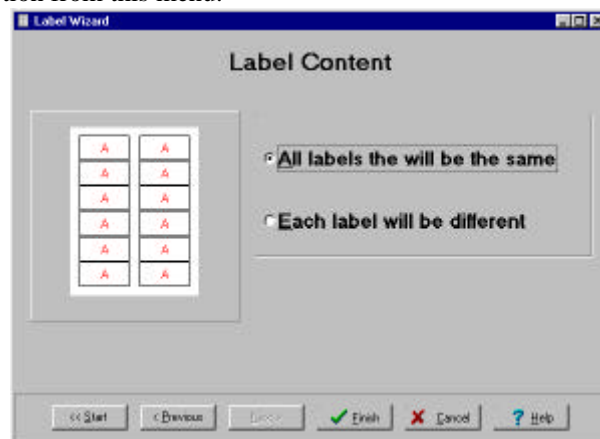 tion from this menu.
Label Wizard
Label Content
A A
A A
A A
A A
A A
A A
All labels the will be the same
Each label will be different
<< Start < Previous Finish Cancel ? Help